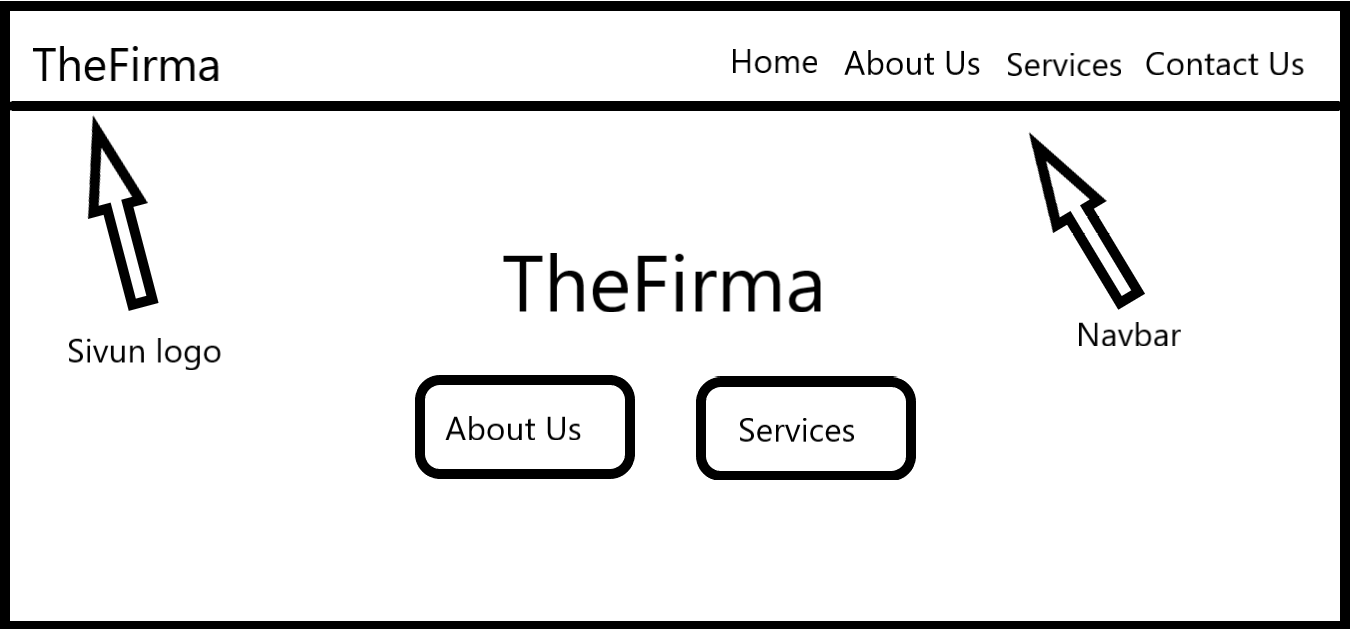 TheFirma
Home About Us Services Contact Us
TheFirma
Sivun logo
Navbar
About Us
Services